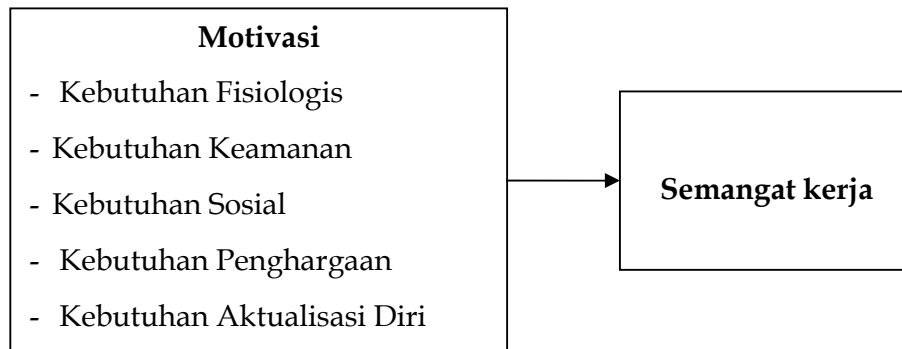 Motivasi
- Kebutuhan Fisiologis
- Kebutuhan Keamanan
- Kebutuhan Sosial
- Kebutuhan Penghargaan
- Kebutuhan Aktualisasi Diri
Semangat kerja